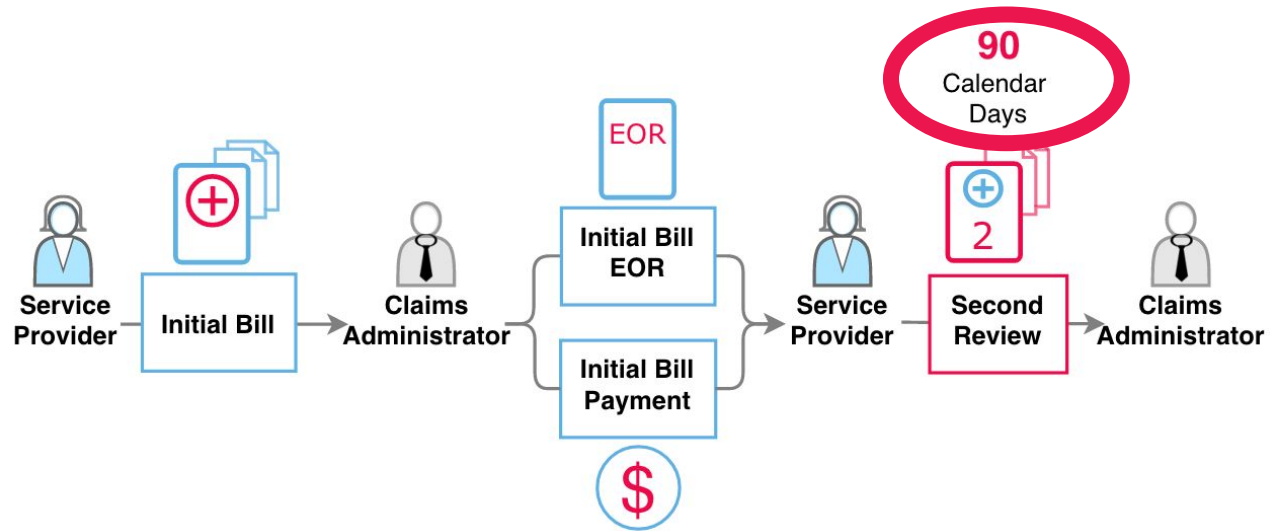 Service
Provider
Initial Bill
Claims
Administrator
EOR
Initial Bill
EOR
Initial Bill
Payment
$
Service
Provider
90
Calendar
Days
2
Second
Review
Claims
Administrator